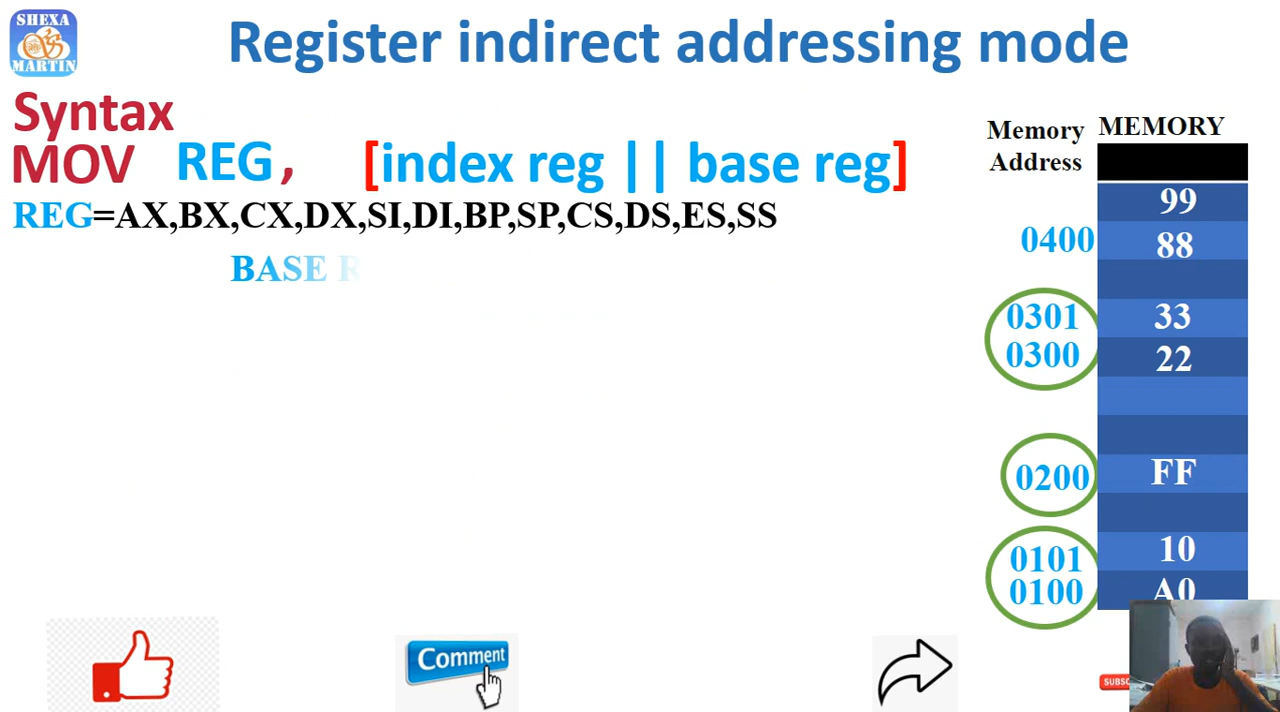 SHEXA
MARTIN
Register indirect addressing mode
Syntax
MOV REG, [index reg || base reg]
REG=AX,BX,CX,DX,SI,DI,BP,SP,CS,DS,ES,SS
BASE R
Memory
Address
MEMORY
99
0400 88
0301 33
0300 22
0200 FF
0101 10
0100 A0
Comment
SUBSC